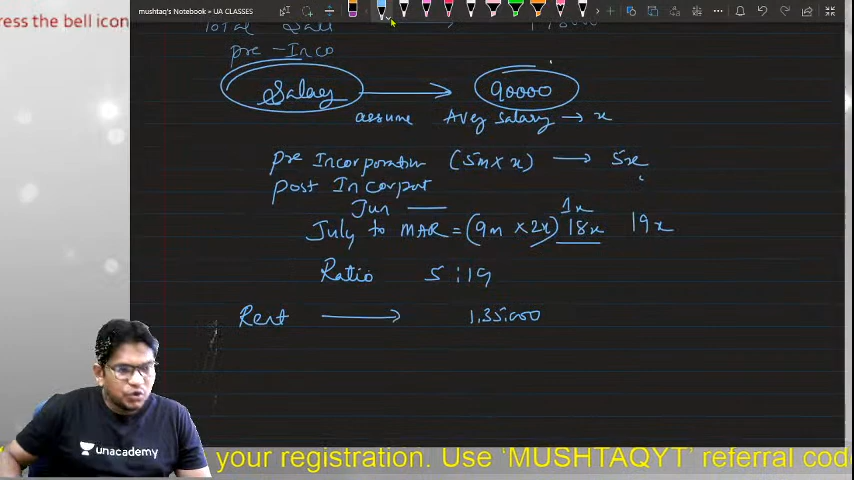 ress the bell icon
mushtaq's Notebook » UA CLASSES
Total
pre - Inco
Salary → 90000
assume Aveg salary → x
pre Incorporation (5m X x) → 5x
post Incorporat
Jun — 1x
July to MAR = (9m X 2x) 18x 19x
Ratio 5 : 19
Rent → 1,35,000
unacademy
your registration. Use 'MUSHTAQYT' referral cod